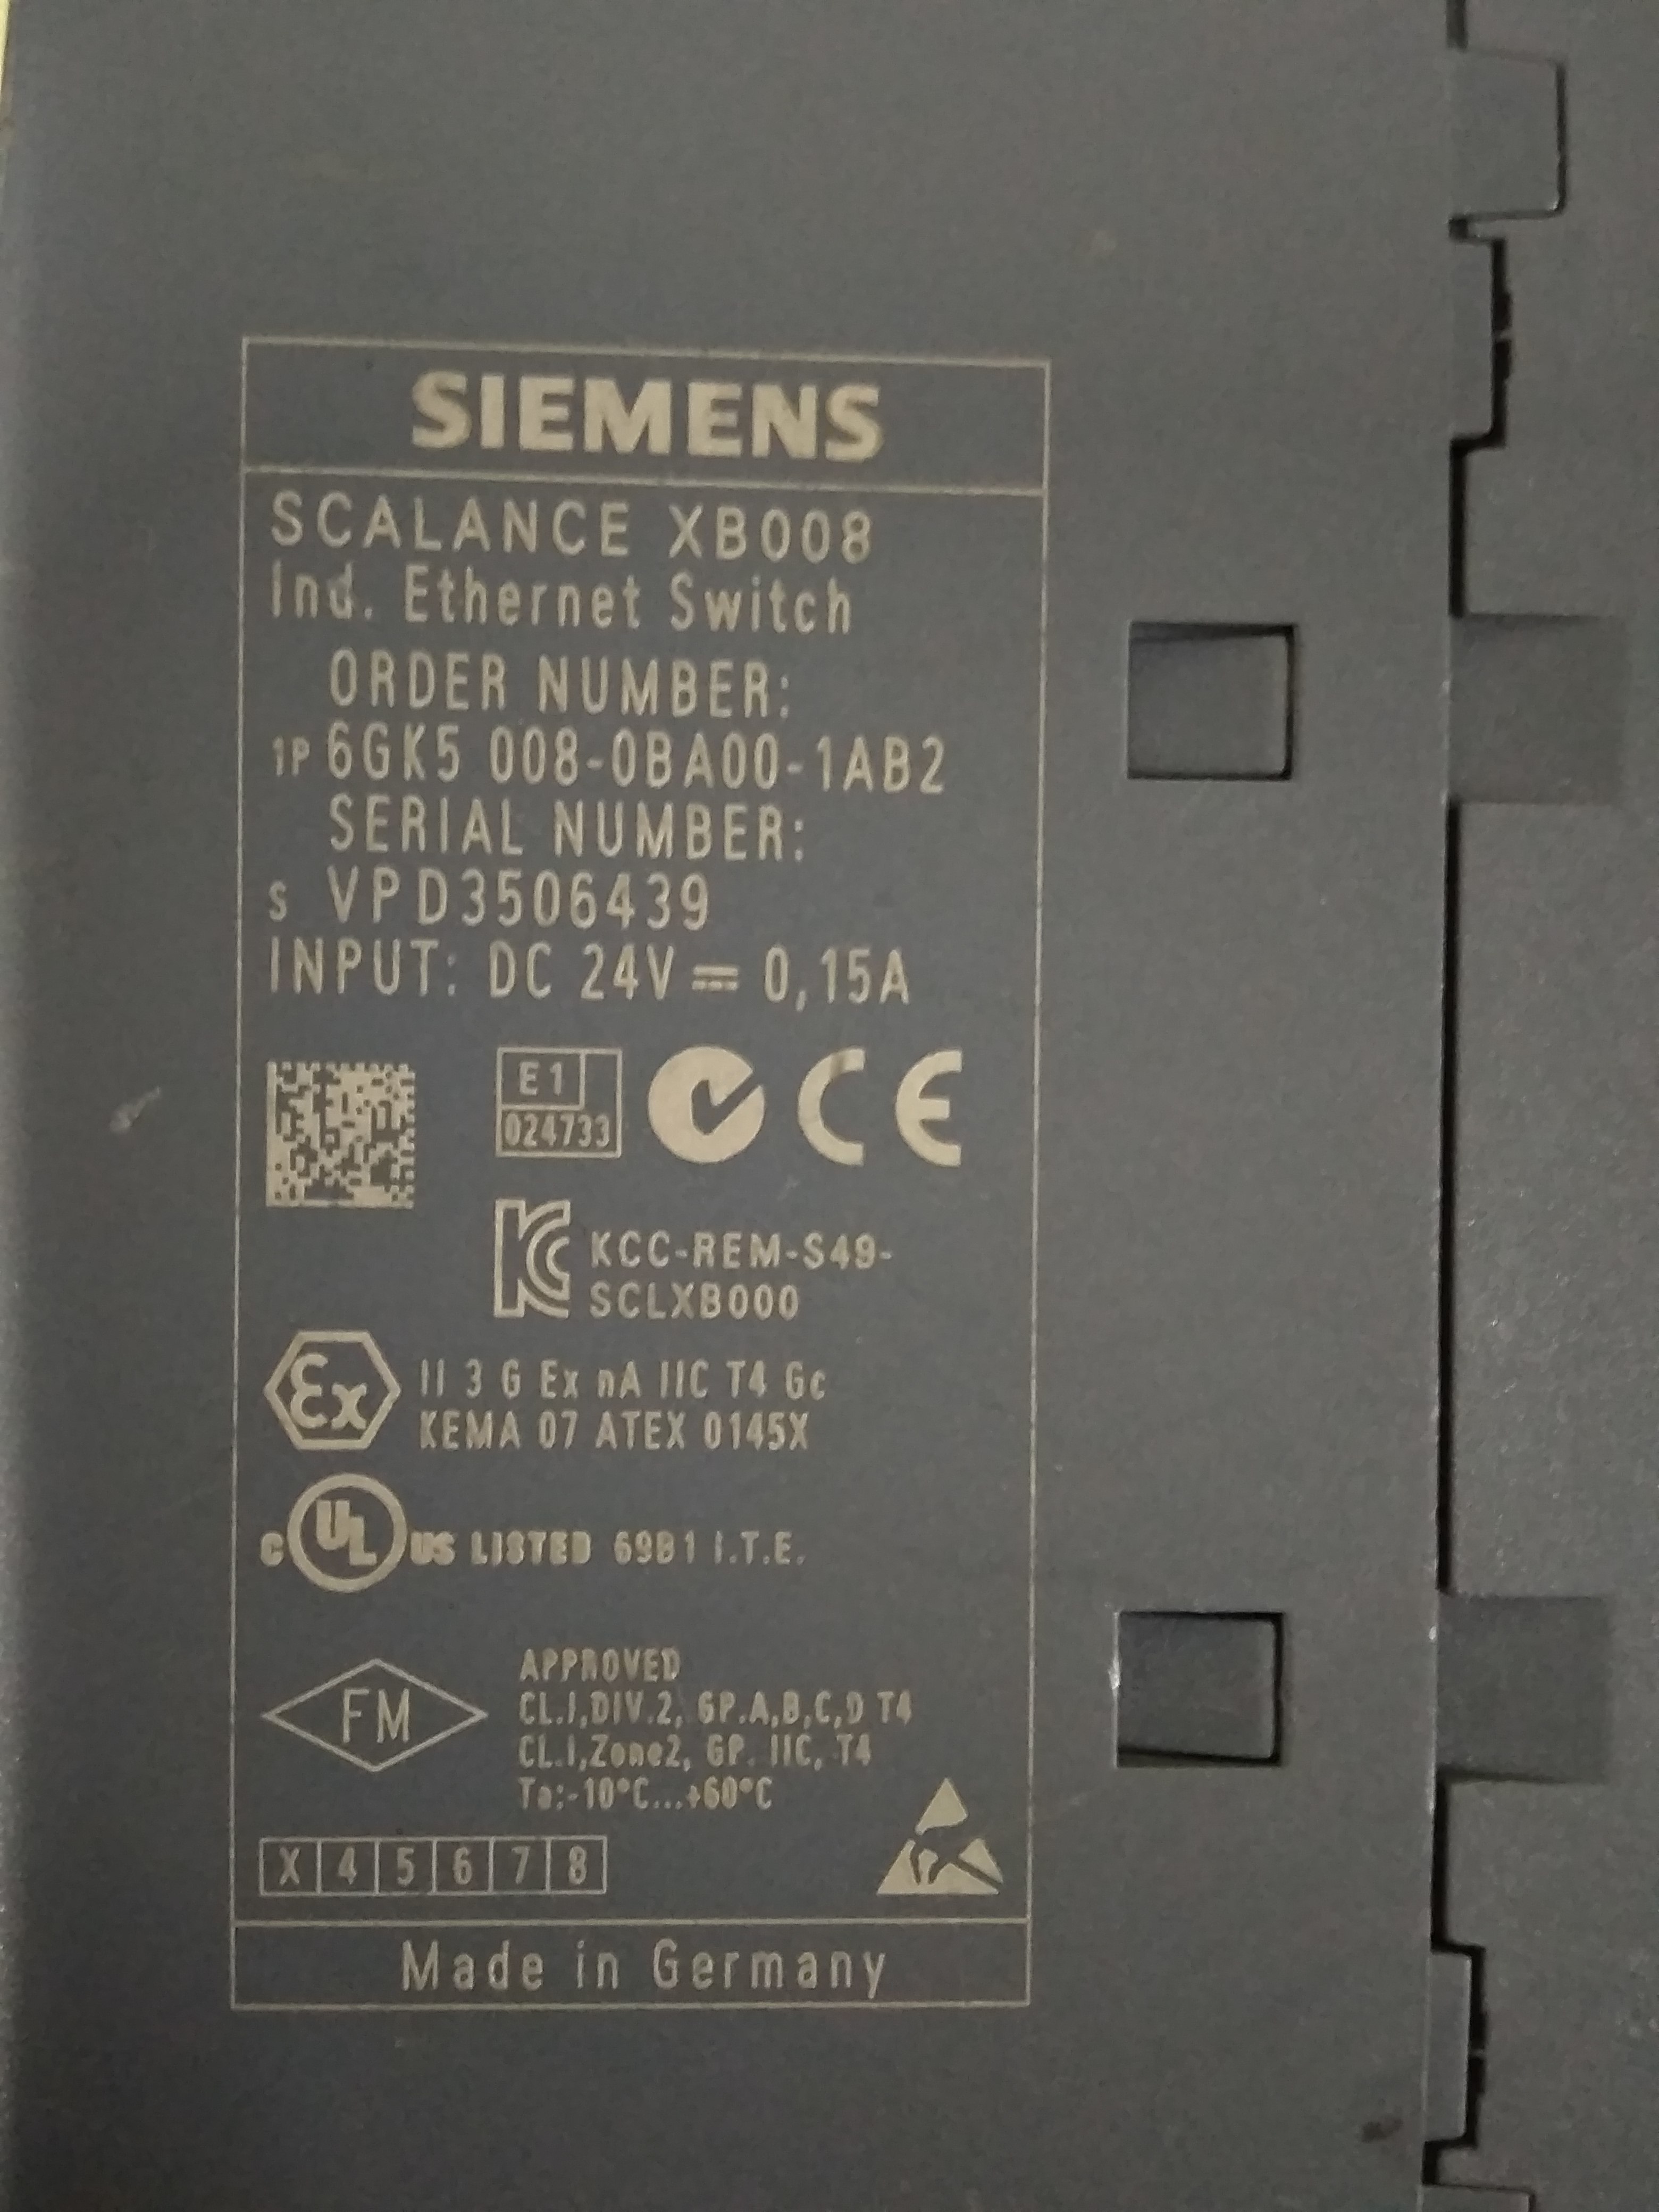 SIEMENS
SCALANCE XB008
Ind. Ethernet Switch
ORDER NUMBER:
1P 6GK5 008-0BA00-1AB2
SERIAL NUMBER:
S VPD3506439
INPUT: DC 24V ⎓ 0,15A
E1
024733
CE
KCC-REM-S49-
SCLXB000
Ex II 3 G Ex nA IIC T4 Gc
KEMA 07 ATEX 0145X
C UL US LISTED 69B1 I.T.E.
FM
APPROVED
CL.I,DIV.2, GP.A,B,C,D T4
CL.I,Zone2, GP. IIC, T4
Ta:-10°C...+60°C
X 4 5 6 7 8
Made in Germany